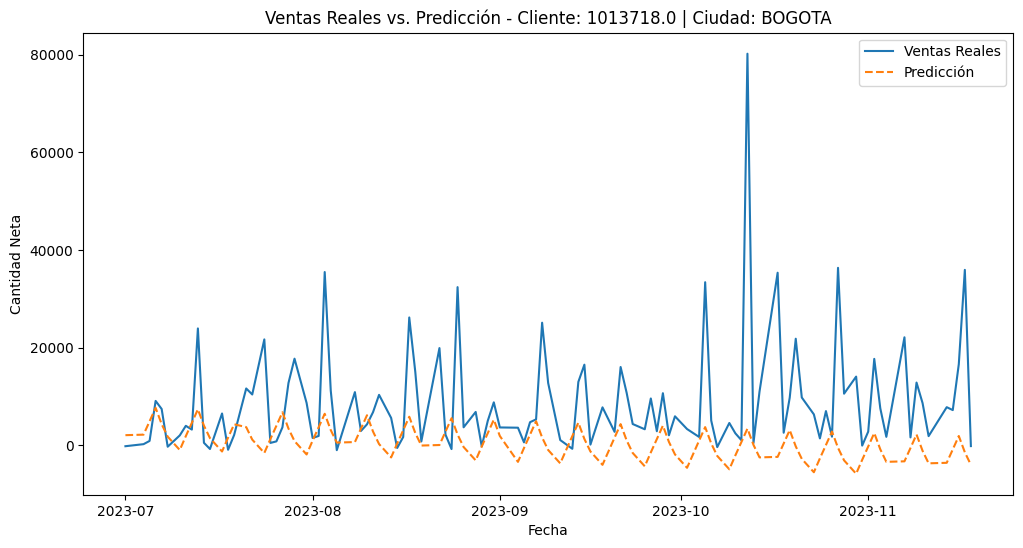 Ventas Reales vs. Predicción - Cliente: 1013718.0 | Ciudad: BOGOTA
Ventas Reales
Predicción
80000
60000
40000
20000
0
Cantidad Neta
2023-07
2023-08
2023-09
2023-10
2023-11
Fecha